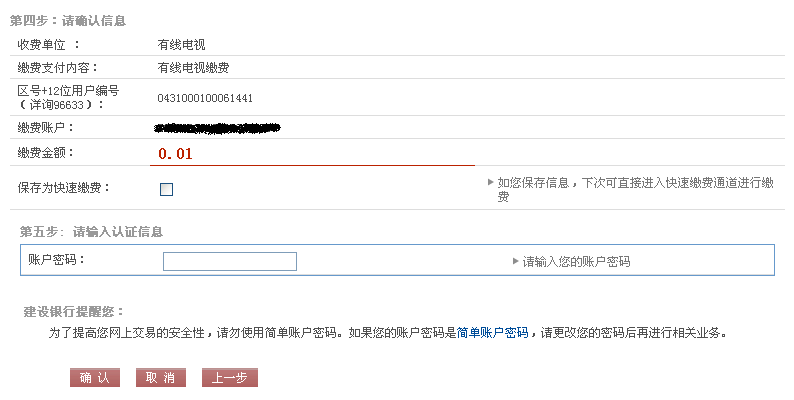 第四步：请确认信息
收费单位 ： 有线电视
缴费支付内容： 有线电视缴费
区号+12位用户编号
（详询96633）： 0431000100061441
缴费账户：
缴费金额： 0.01
保存为快速缴费： 如您保存信息，下次可直接进入快速缴费通道进行缴
费
第五步: 请输入认证信息
账户密码： 请输入您的账户密码
建设银行提醒您：
为了提高您网上交易的安全性，请勿使用简单账户密码。如果您的账户密码是简单账户密码，请更改您的密码后再进行相关业务。
确 认 取 消 上一步